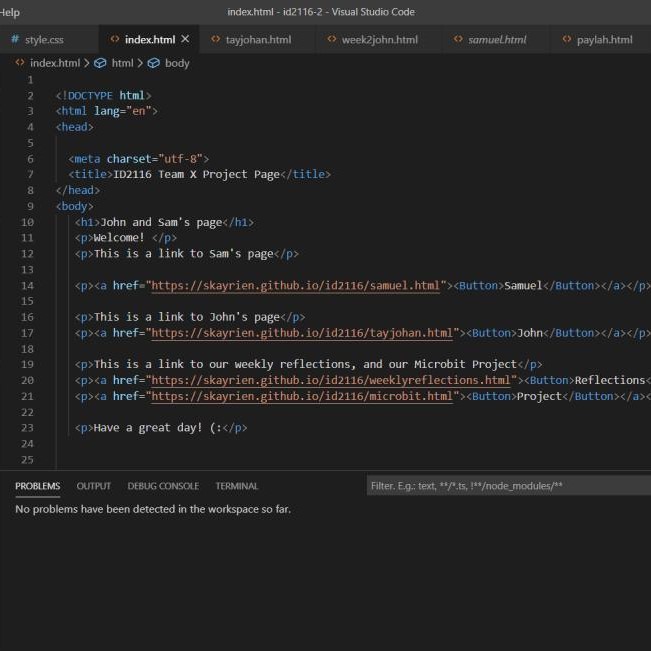 Help
index.html - id2116-2 - Visual Studio Code
# style.css
<> index.html ×
<> tayjohan.html
<> week2john.html
<> samuel.html
<> paylah.html
<> index.html > html > body
1
2 <!DOCTYPE html>
3 <html lang="en">
4 <head>
5
6 <meta charset="utf-8">
7 <title>ID2116 Team X Project Page</title>
8 </head>
9 <body>
10 <h1>John and Sam's page</h1>
11 <p>Welcome! </p>
12 <p>This is a link to Sam's page</p>
13
14 <p><a href="https://skayrien.github.io/id2116/samuel.html"><Button>Samuel</Button></a></p>
15
16 <p>This is a link to John's page</p>
17 <p><a href="https://skayrien.github.io/id2116/tayjohan.html"><Button>John</Button></a></p>
18
19 <p>This is a link to our weekly reflections, and our Microbit Project</p>
20 <p><a href="https://skayrien.github.io/id2116/weeklyreflections.html"><Button>Reflections<
21 <p><a href="https://skayrien.github.io/id2116/microbit.html"><Button>Project</Button></a><
22
23 <p>Have a great day! (:</p>
24
25
PROBLEMS OUTPUT DEBUG CONSOLE TERMINAL
Filter. E.g.: text, **/*.ts, !**/node_modules/**
No problems have been detected in the workspace so far.